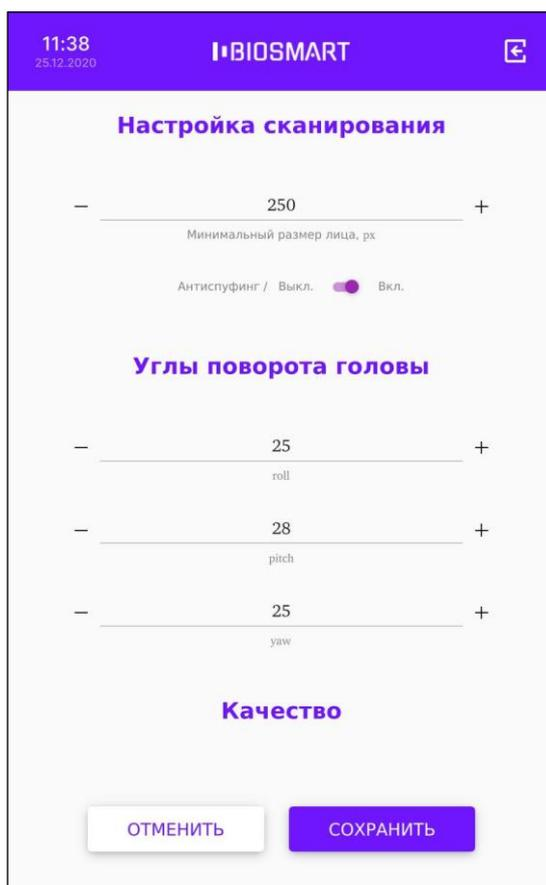 11:38
25.12.2020
BIOSMART
Настройка сканирования
− 250 +
Минимальный размер лица, px
Антиспуфинг / Выкл. Вкл.
Углы поворота головы
− 25 +
roll
− 28 +
pitch
− 25 +
yaw
Качество
ОТМЕНИТЬ СОХРАНИТЬ